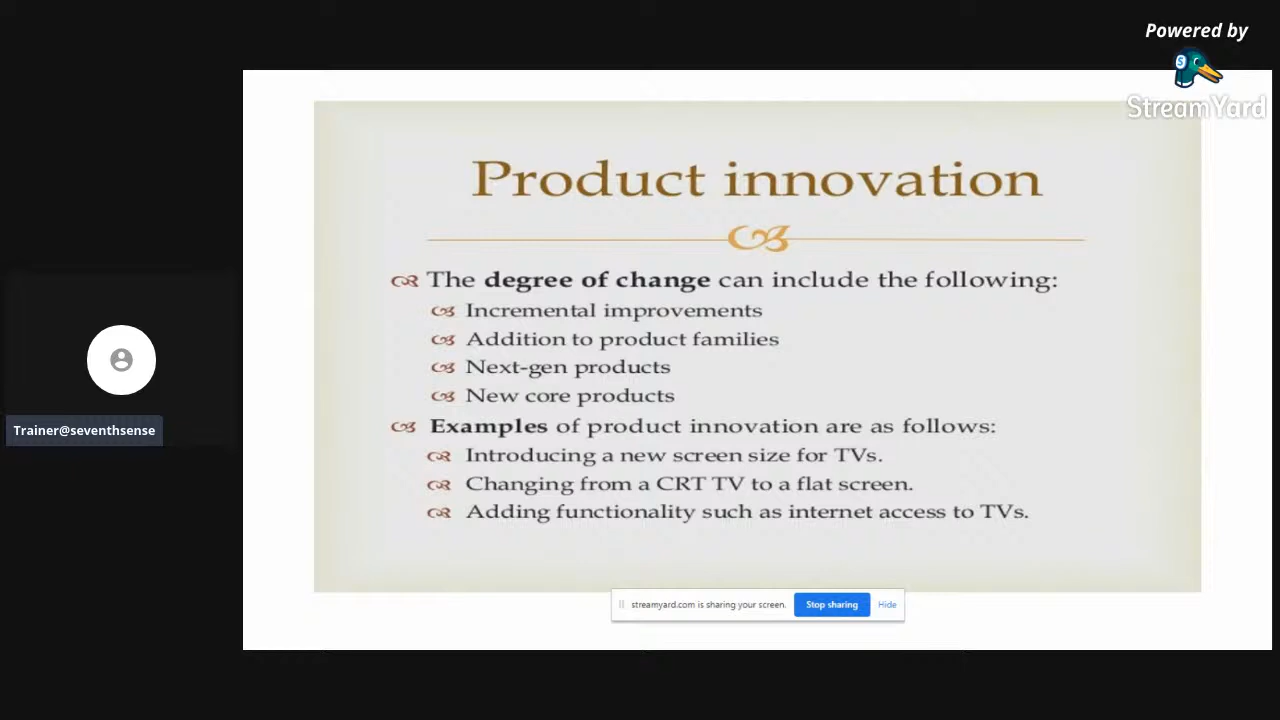 Powered by
StreamYard
Product innovation
The degree of change can include the following:
Incremental improvements
Addition to product families
Next-gen products
New core products
Examples of product innovation are as follows:
Introducing a new screen size for TVs.
Changing from a CRT TV to a flat screen.
Adding functionality such as internet access to TVs.
Trainer@seventhsense
streamyard.com is sharing your screen. Stop sharing Hide